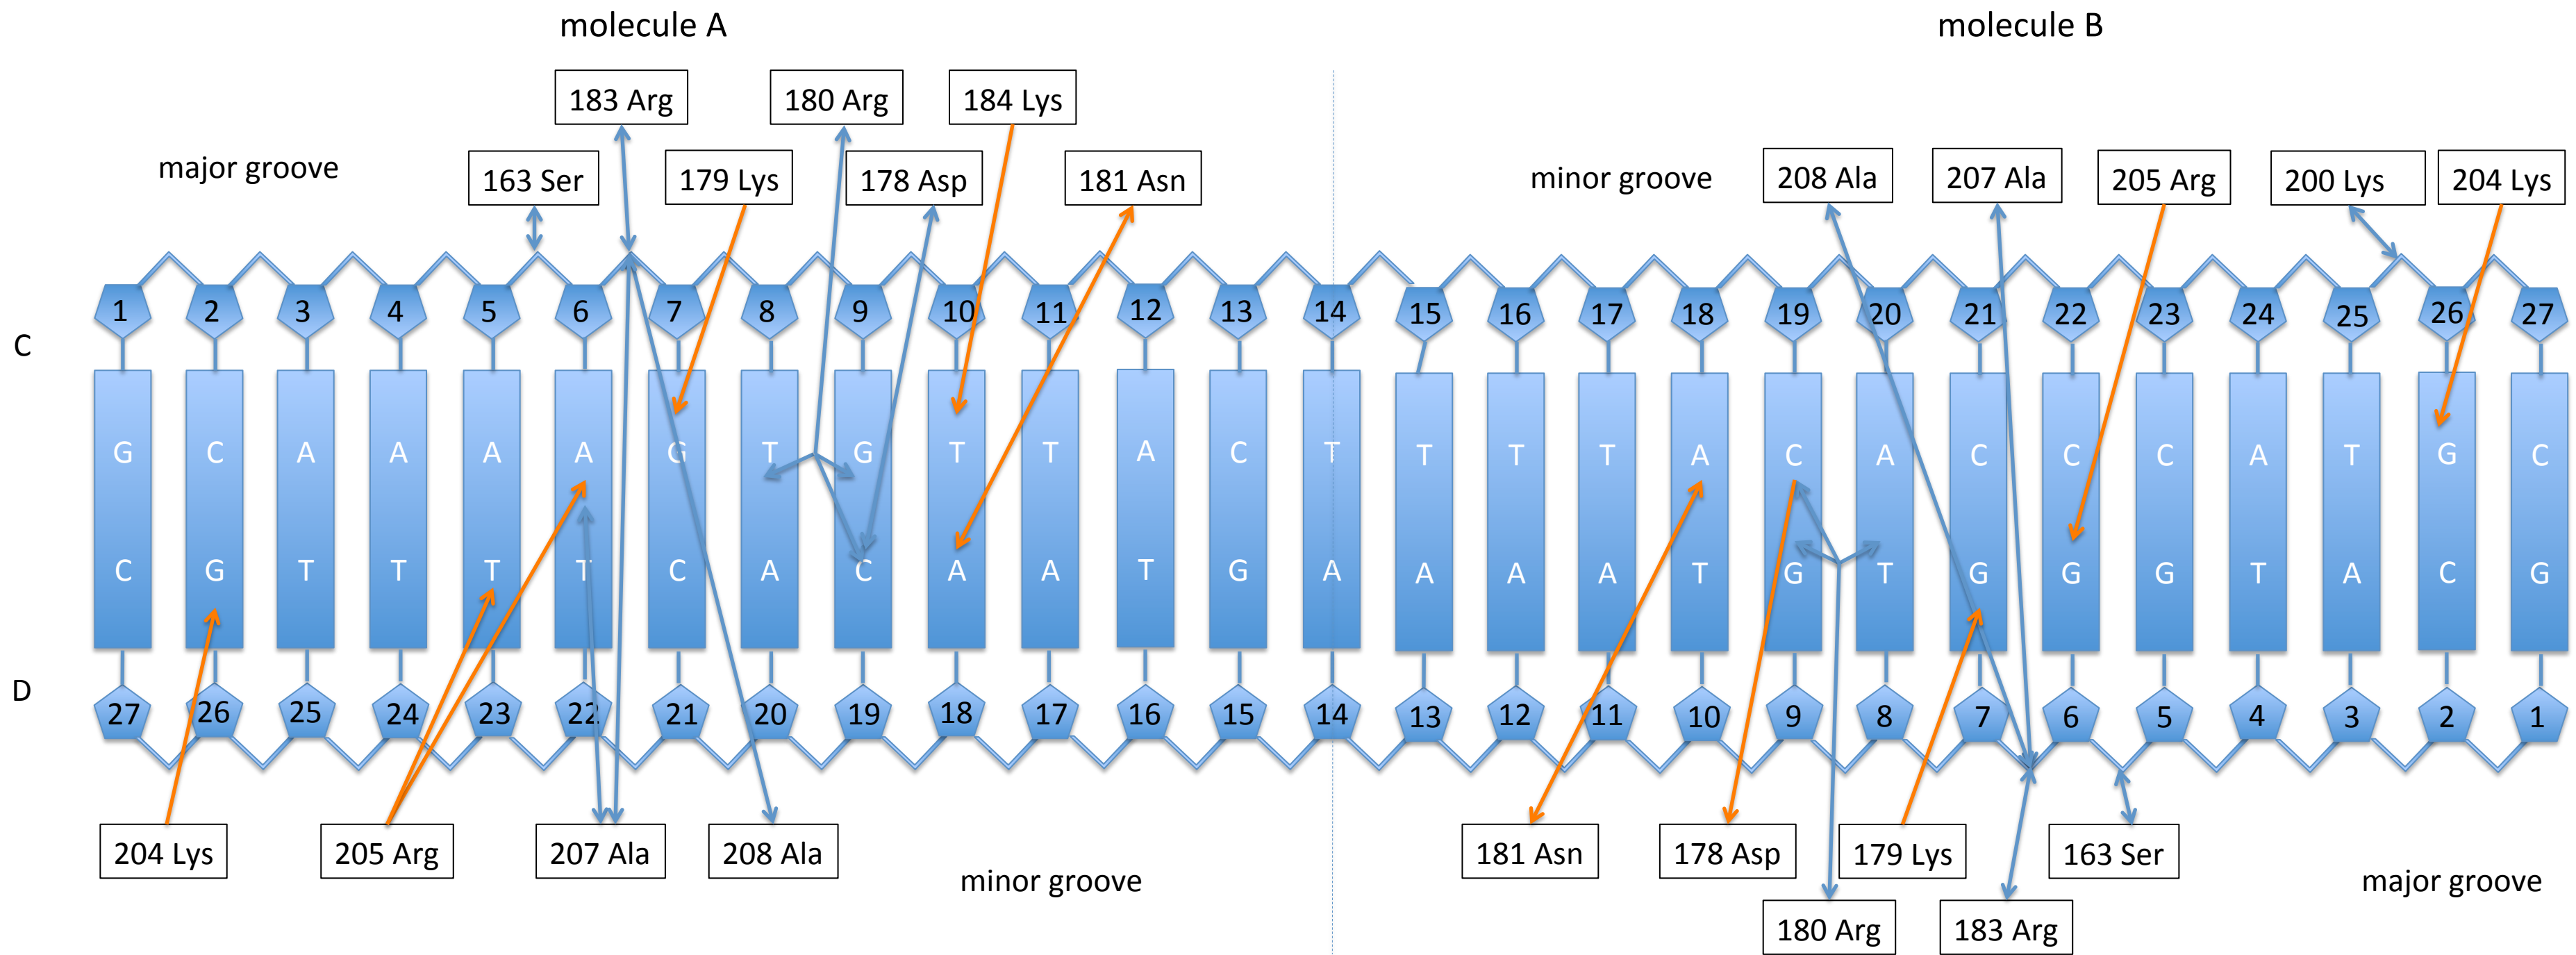 molecule A molecule B
183 Arg 180 Arg 184 Lys
major groove 163 Ser 179 Lys 178 Asp 181 Asn minor groove 208 Ala 207 Ala 205 Arg 200 Lys 204 Lys
1 2 3 4 5 6 7 8 9 10 11 12 13 14 15 16 17 18 19 20 21 22 23 24 25 26 27
C
G C A A A A G T G T T A C T T T T A C A C C C A T G C
C G T T T T C A C A A T G A A A A T G T G G G T A C G
D
27 26 25 24 23 22 21 20 19 18 17 16 15 14 13 12 11 10 9 8 7 6 5 4 3 2 1
204 Lys 205 Arg 207 Ala 208 Ala minor groove 181 Asn 178 Asp 179 Lys 163 Ser major groove
180 Arg 183 Arg